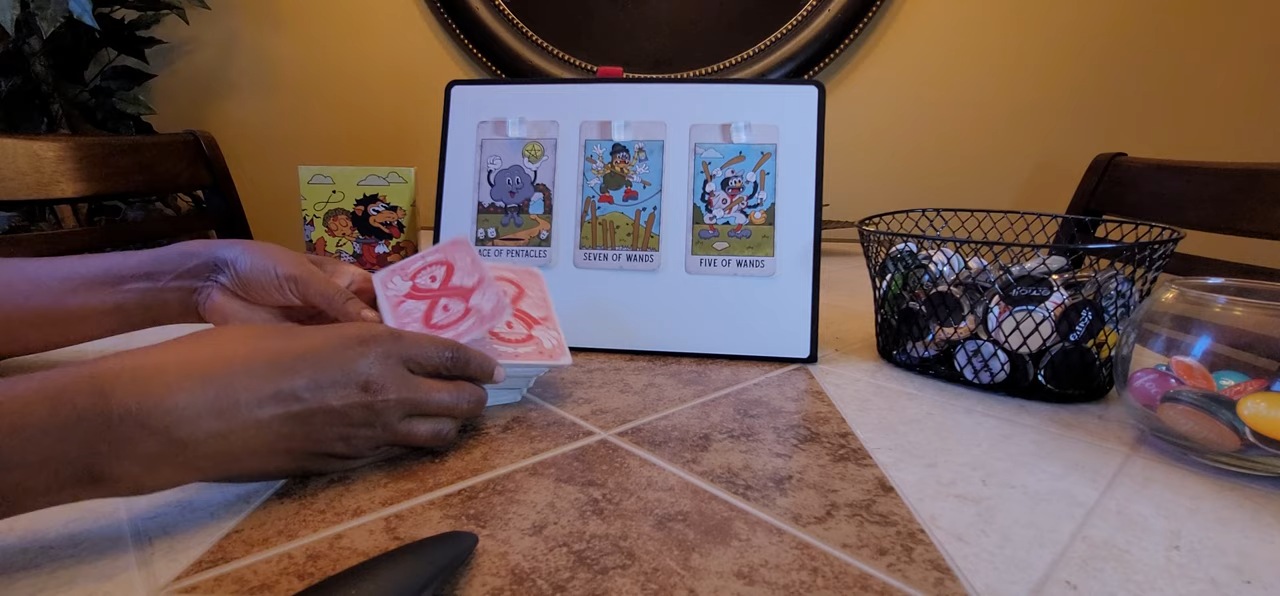 ACE OF PENTACLES
SEVEN OF WANDS
FIVE OF WANDS